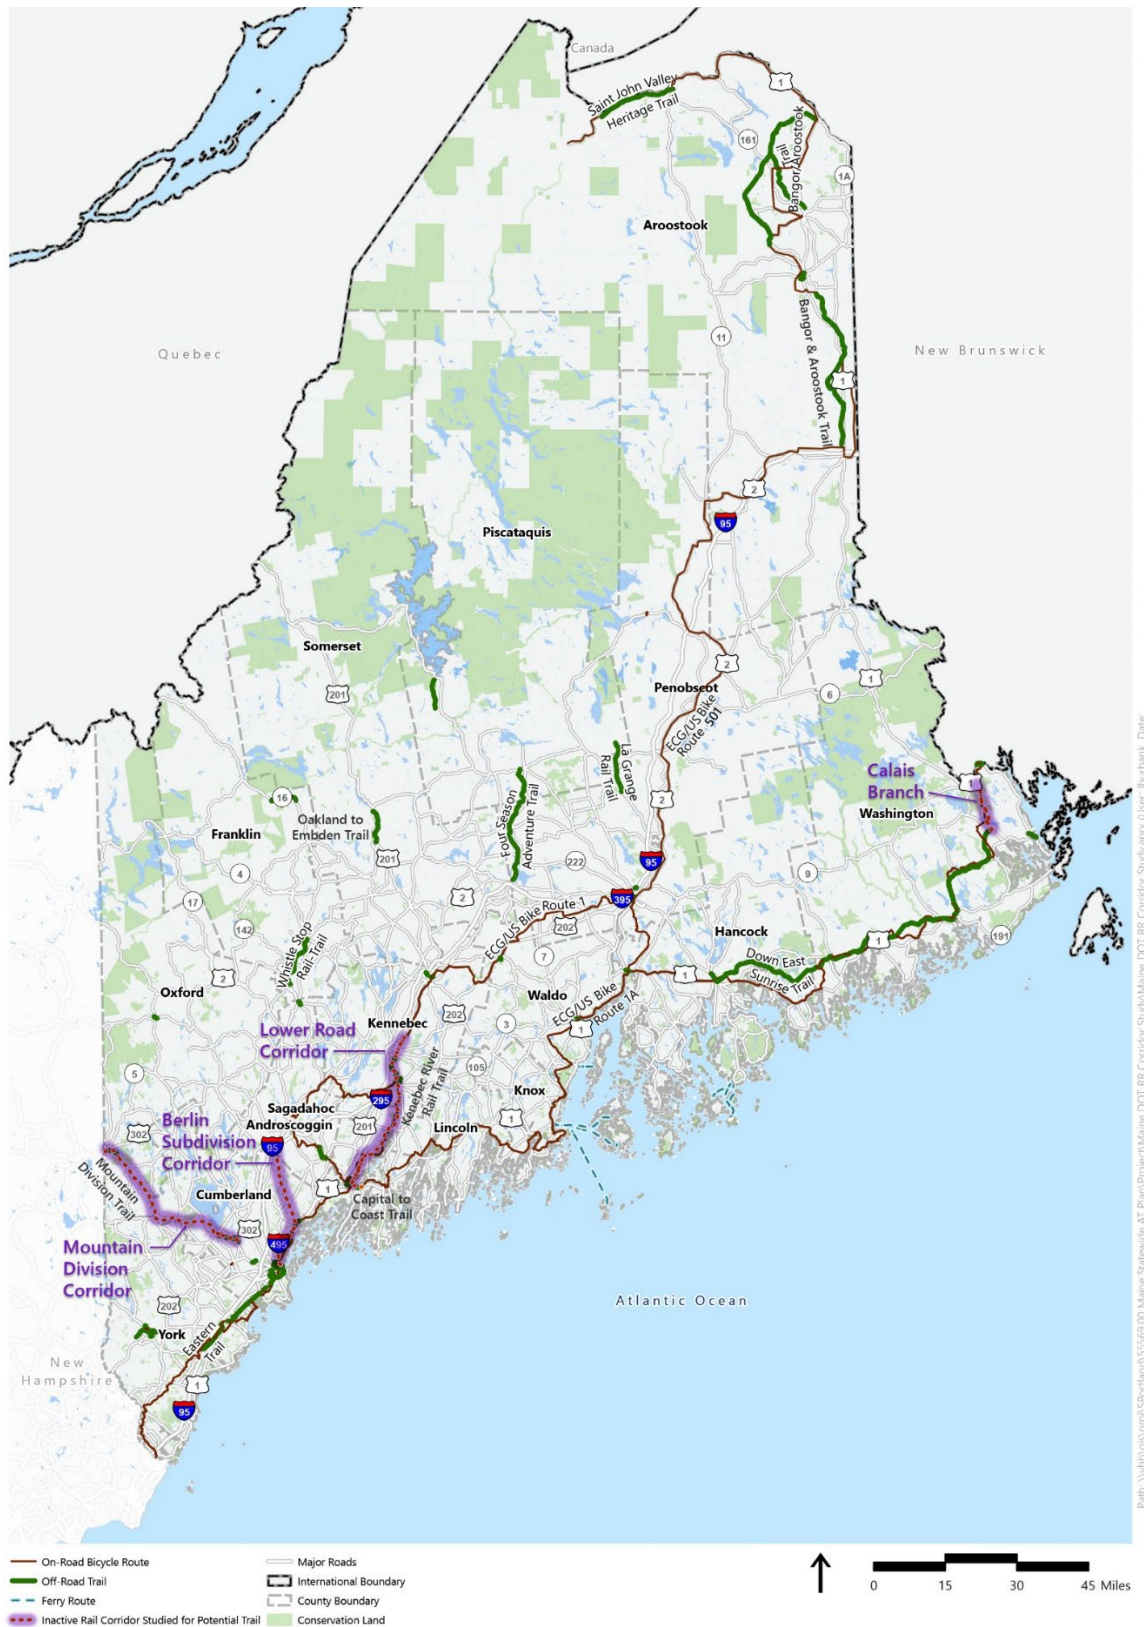 Canada
1
Saint John Valley
Heritage Trail
161
Bangor/Aroostook
Trail
1A
Aroostook
Quebec
New Brunswick
11
Bangor & Aroostook Trail
1
2
95
Piscataquis
Somerset
201
2
1
Penobscot
6
ECG/US Bike
Route 501
La Grange
Rail Trail
Calais
Branch
1
Washington
2
16
Oakland to
Embden Trail
Franklin
Four Season
Adventure Trail
201
222
95
4
9
17
2
395
142
ECG/US Bike Route 1
202
Hancock
191
1
Whistle Stop
Rail-Trail
7
Down East
Sunrise Trail
2
1
Oxford
Waldo
ECG/US Bike
Route 1A
Kennebec
202
3
1
Lower Road
Corridor
5
105
Kenebec River
Rail Trail
Knox
295
Sagadahoc
Androscoggin
201
Lincoln
1
302
Berlin
Subdivision
Corridor
95
Mountain
Division Trail
Cumberland
1
Capital to
Coast Trail
302
495
Mountain
Division
Corridor
202
York
Eastern
Trail
Atlantic Ocean
New
Hampshire
1
95
On-Road Bicycle Route
Off-Road Trail
Ferry Route
Inactive Rail Corridor Studied for Potential Trail
Major Roads
International Boundary
County Boundary
Conservation Land
0 15 30 45 Miles